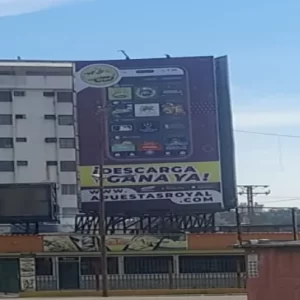 ¡DESCARGA
Y GANA YA!
WWW.
APUESTASROYAL
.COM